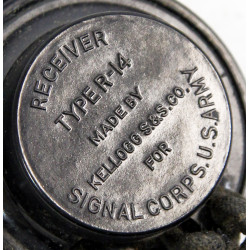 RECEIVER
TYPE R-14
MADE BY
KELLOGG S&S.CO.
FOR
SIGNAL CORPS. U.S. ARMY